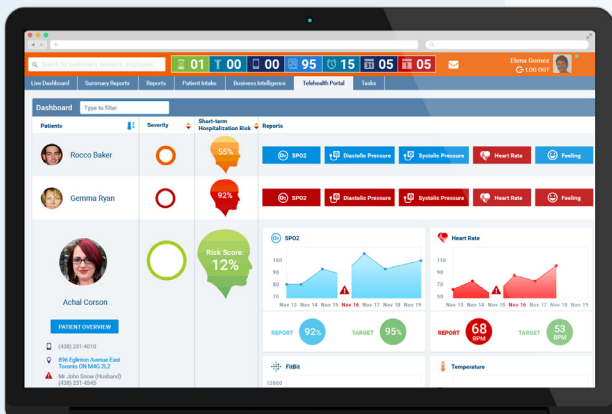 Elena Gomez
LOG OUT
01 00 00 95 15 05 05
Live Dashboard Summary Reports Reports Patient Intake Business Intelligence Telehealth Portal Tasks
Dashboard Type to filter
Patients Severity Short-term Hospitalization Risk Reports
Rocco Baker 55% SPO2 Diastolic Pressure Systolic Pressure Heart Rate Feeling
Gemma Ryan 92% SPO2 Diastolic Pressure Systolic Pressure Heart Rate Feeling
Achal Corson
PATIENT OVERVIEW
(438) 231-4010
896 Eglinton Avenue East
Toronto ON M4G 2L2
Mr John Snow (Husband)
(438) 231-4545
Risk Score:
12%
SPO2
100
90
80
70
Nov 13 Nov 14 Nov 15 Nov 16 Nov 17 Nov 18 Nov 19
REPORT 92% TARGET 95%
Heart Rate
110
90
70
50
Nov 13 Nov 14 Nov 15 Nov 16 Nov 17 Nov 18 Nov 19
REPORT 68 BPM TARGET 53 BPM
FitBit
12000
Temperature